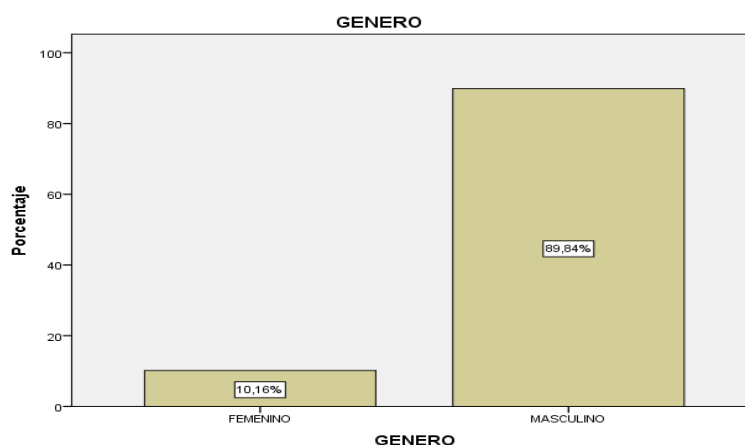 GENERO
Porcentaje
100
80
60
40
20
0
89,84%
10,16%
FEMENINO
MASCULINO
GENERO